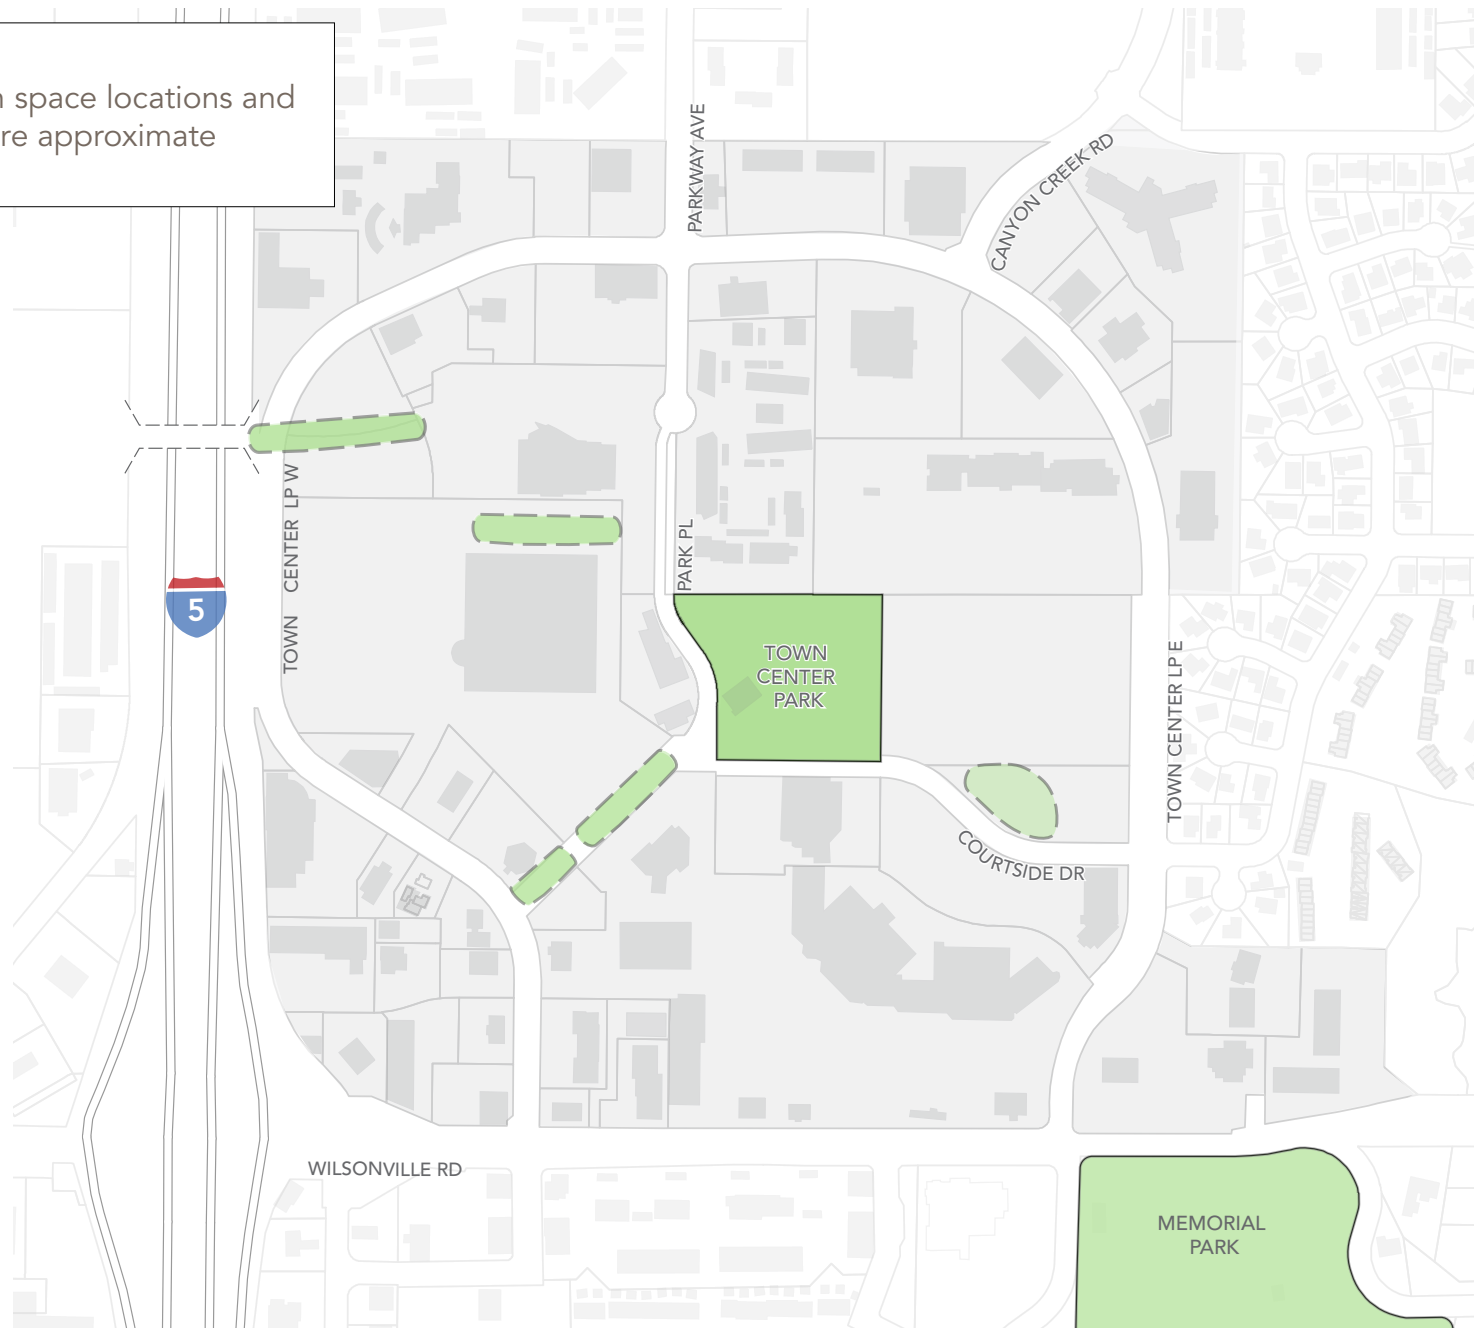 space locations and
re approximate
PARKWAY AVE
CANYON CREEK RD
TOWN CENTER LP W
PARK PL
5
TOWN
CENTER
PARK
TOWN CENTER LP E
COURTSIDE DR
WILSONVILLE RD
MEMORIAL
PARK